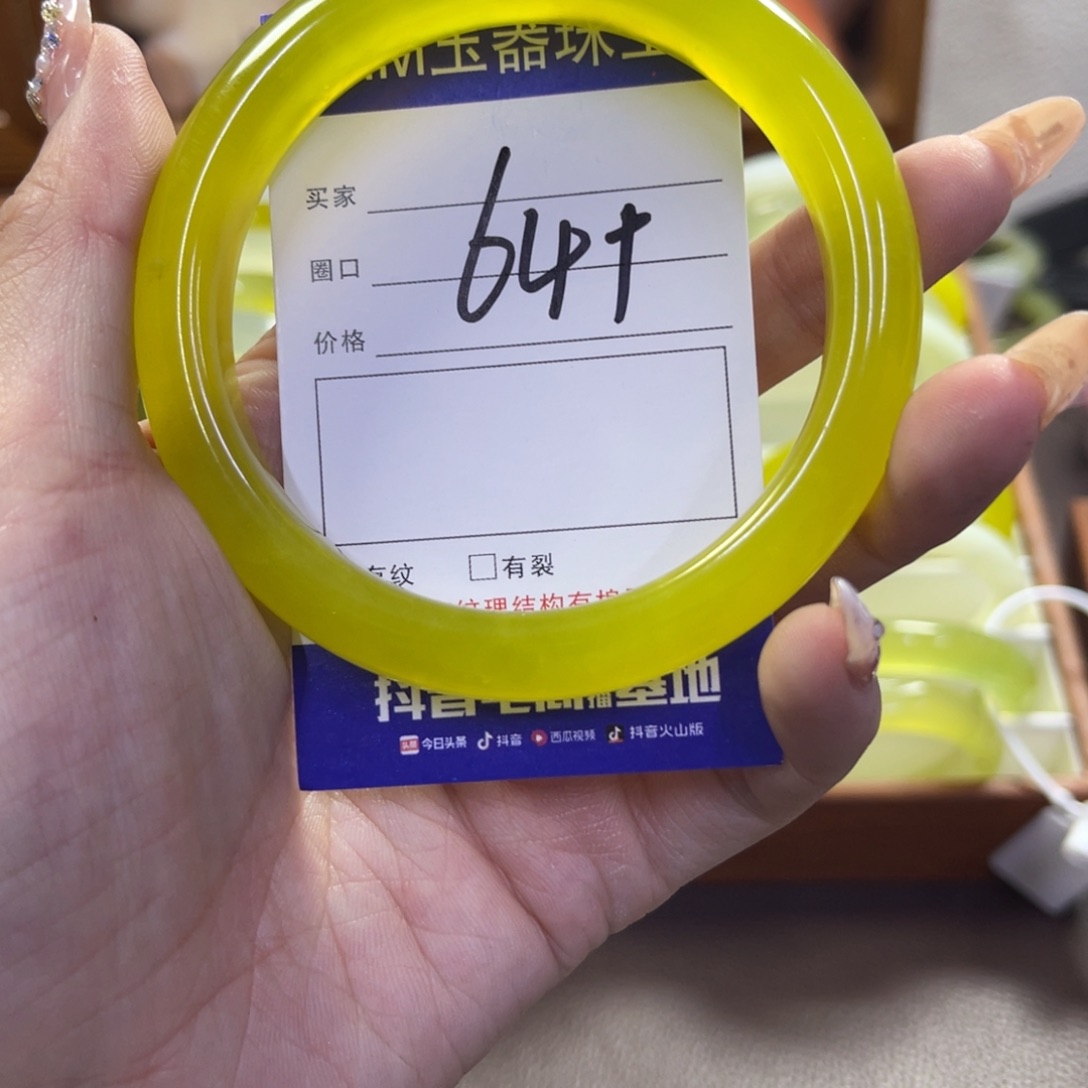 玉器珠宝
买家
圈口
64+
价格
有纹 □有裂
纹理结构有
抖音电商直播基地
头条 今日头条 抖音 西瓜视频 抖音火山版